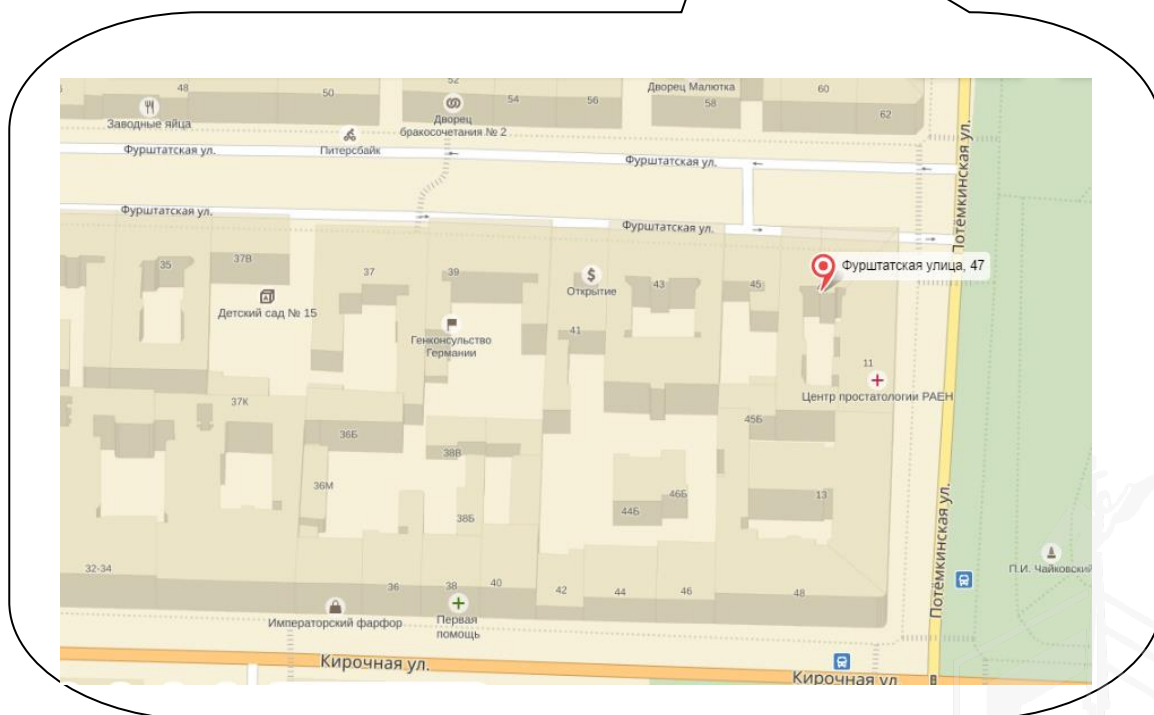 48
50
52
54
56
Дворец Малютка
58
60
62
Заводные яйца
Питерсбайк
Дворец
бракосочетания № 2
Фурштатская ул.
Фурштатская ул.
Потёмкинская ул.
Фурштатская ул.
Фурштатская ул.
35
37В
37
39
Открытие
43
45
Фурштатская улица, 47
Детский сад № 15
Генконсульство
Германии
41
11
Центр простатологии РАЕН
37К
36Б
38В
45Б
36М
38Б
44Б
46Б
13
Потёмкинская ул.
П.И. Чайковский
32-34
36
38
40
42
44
46
48
Императорский фарфор
Первая
помощь
Кирочная ул.
Кирочная ул